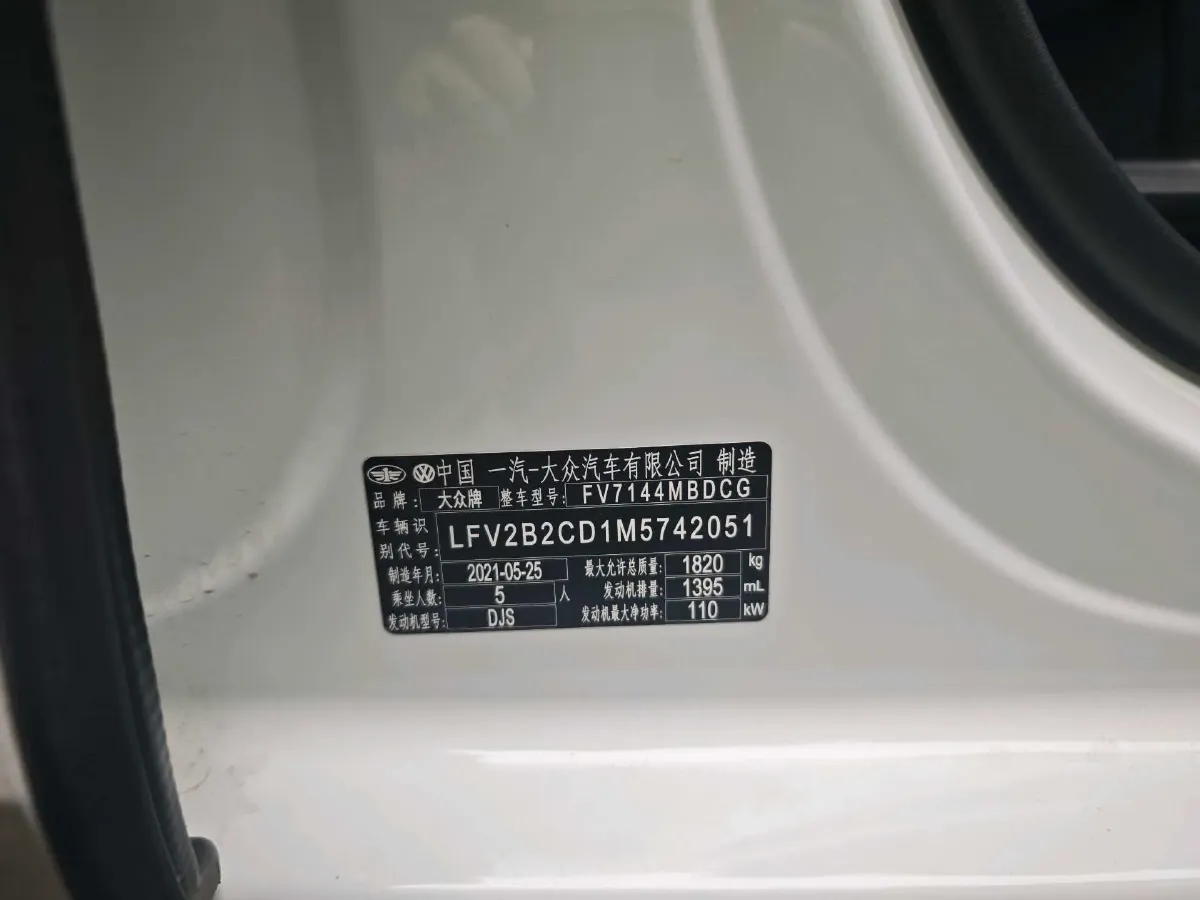 中国 一汽-大众汽车有限公司 制造
品牌: 大众牌 整车型号: FV7144MBDCG
车辆识别代号: LFV2B2CD1M5742051
制造年月: 2021-05-25 最大允许总质量: 1820 kg
乘坐人数: 5 人 发动机排量: 1395 mL
发动机型号: DJS 发动机最大净功率: 110 kW